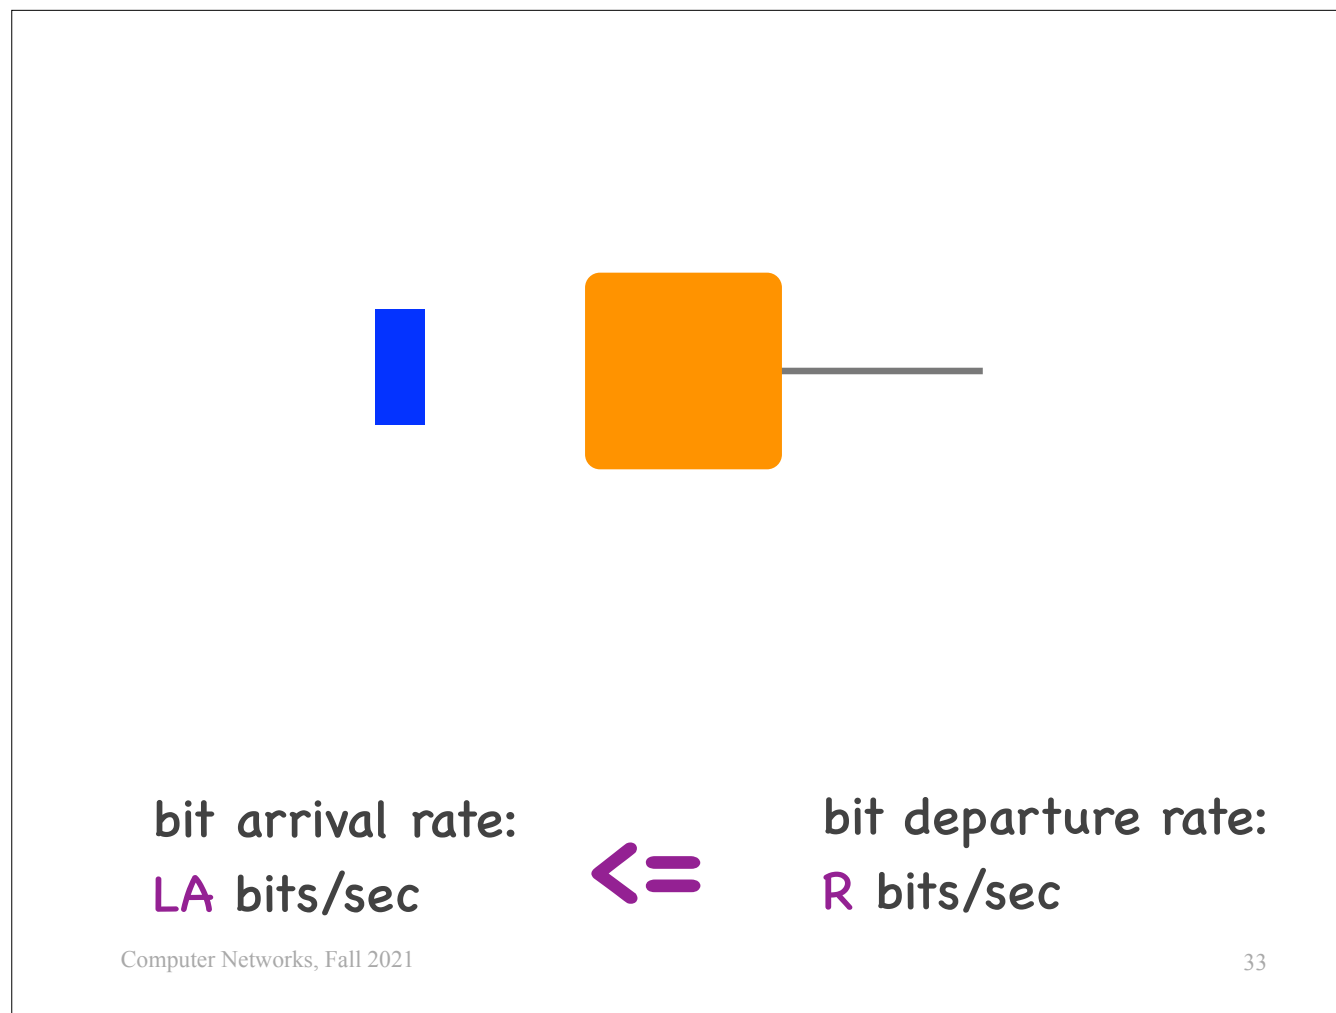 bit arrival rate:
LA bits/sec
<=
bit departure rate:
R bits/sec
Computer Networks, Fall 2021
33